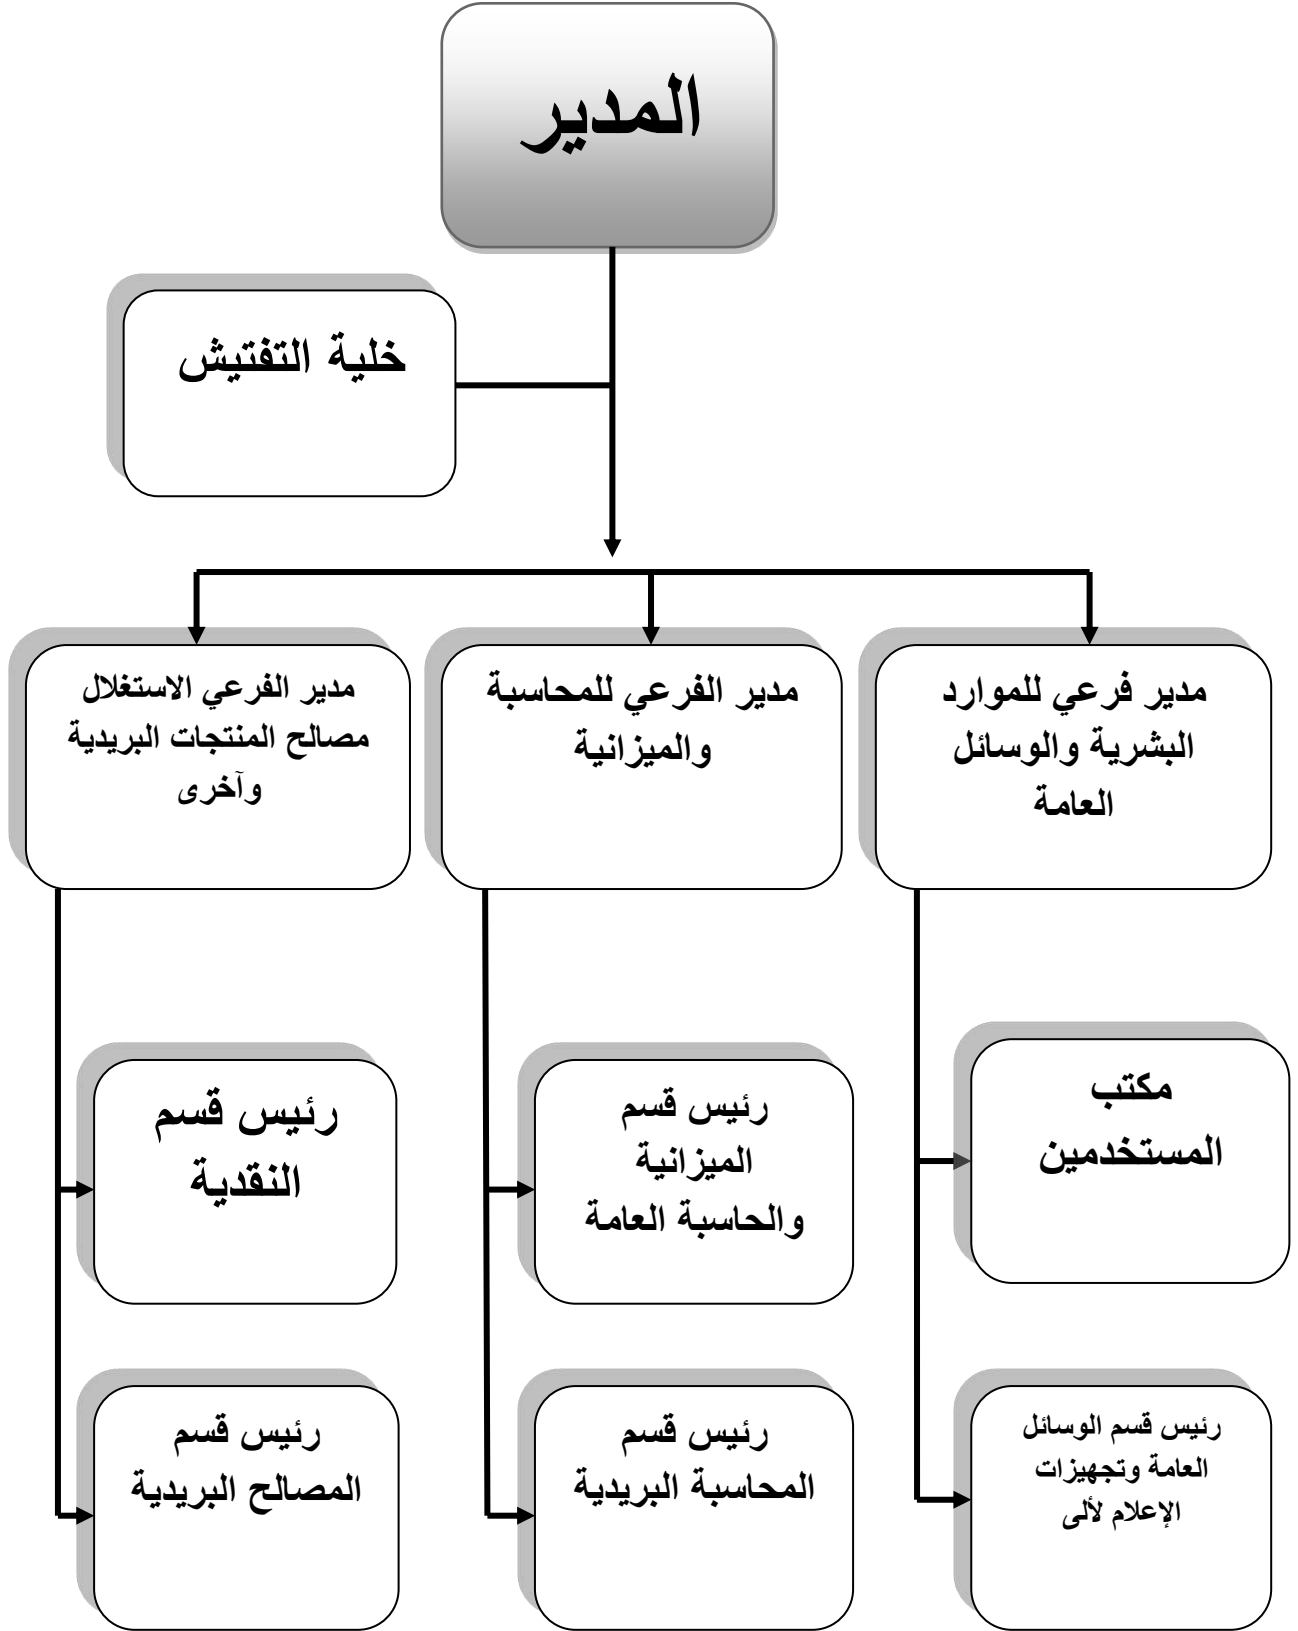 المدير
خلية التفتيش
مدير فرعي للموارد
البشرية والوسائل
العامة
مدير الفرعي للمحاسبة
والميزانية
مدير الفرعي الاستغلال
مصالح المنتجات البريدية
وآخرى
مكتب
المستخدمين
رئيس قسم
الميزانية
والحاسبة العامة
رئيس قسم
النقدية
رئيس قسم الوسائل
العامة وتجهيزات
الإعلام لألى
رئيس قسم
المحاسبة البريدية
رئيس قسم
المصالح البريدية